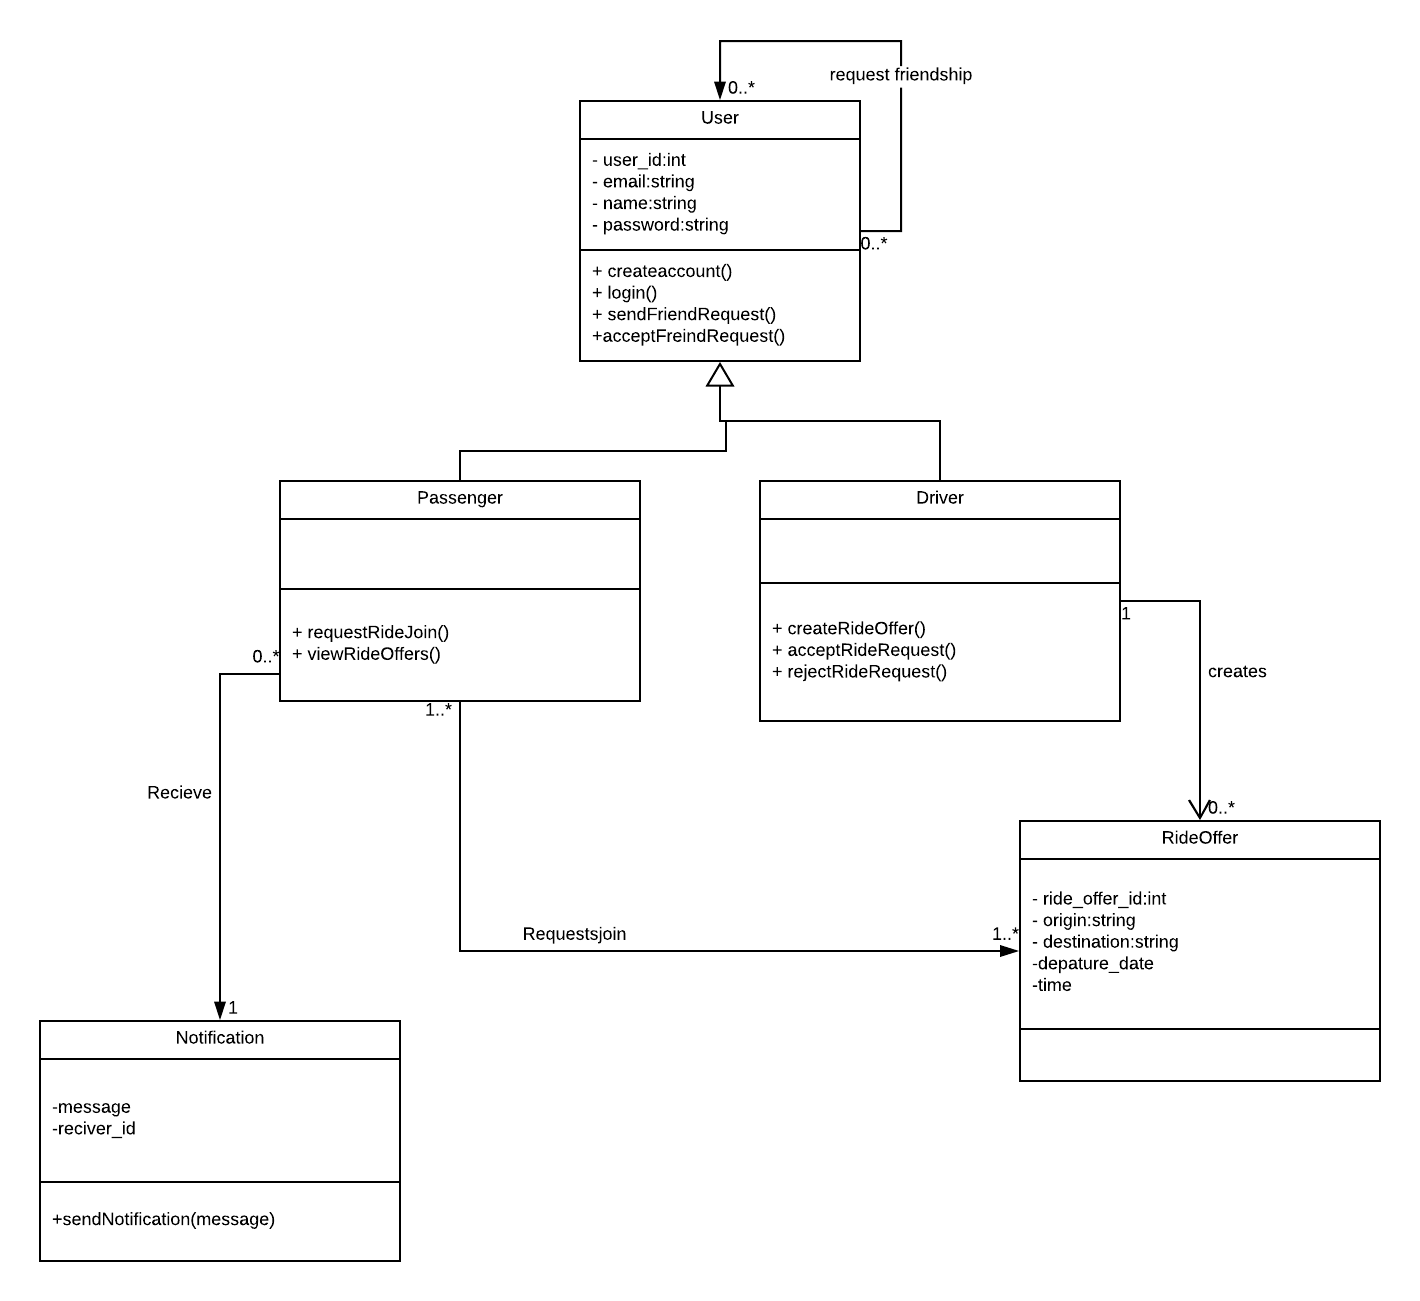 request friendship
0..*
User
- user_id:int
- email:string
- name:string
- password:string
0..*
+ createaccount()
+ login()
+ sendFriendRequest()
+acceptFreindRequest()
Passenger
+ requestRideJoin()
+ viewRideOffers()
0..*
1..*
Driver
+ createRideOffer()
+ acceptRideRequest()
+ rejectRideRequest()
1
creates
0..*
Recieve
RideOffer
- ride_offer_id:int
- origin:string
- destination:string
-depature_date
-time
Requestsjoin
1..*
1
Notification
-message
-reciver_id
+sendNotification(message)